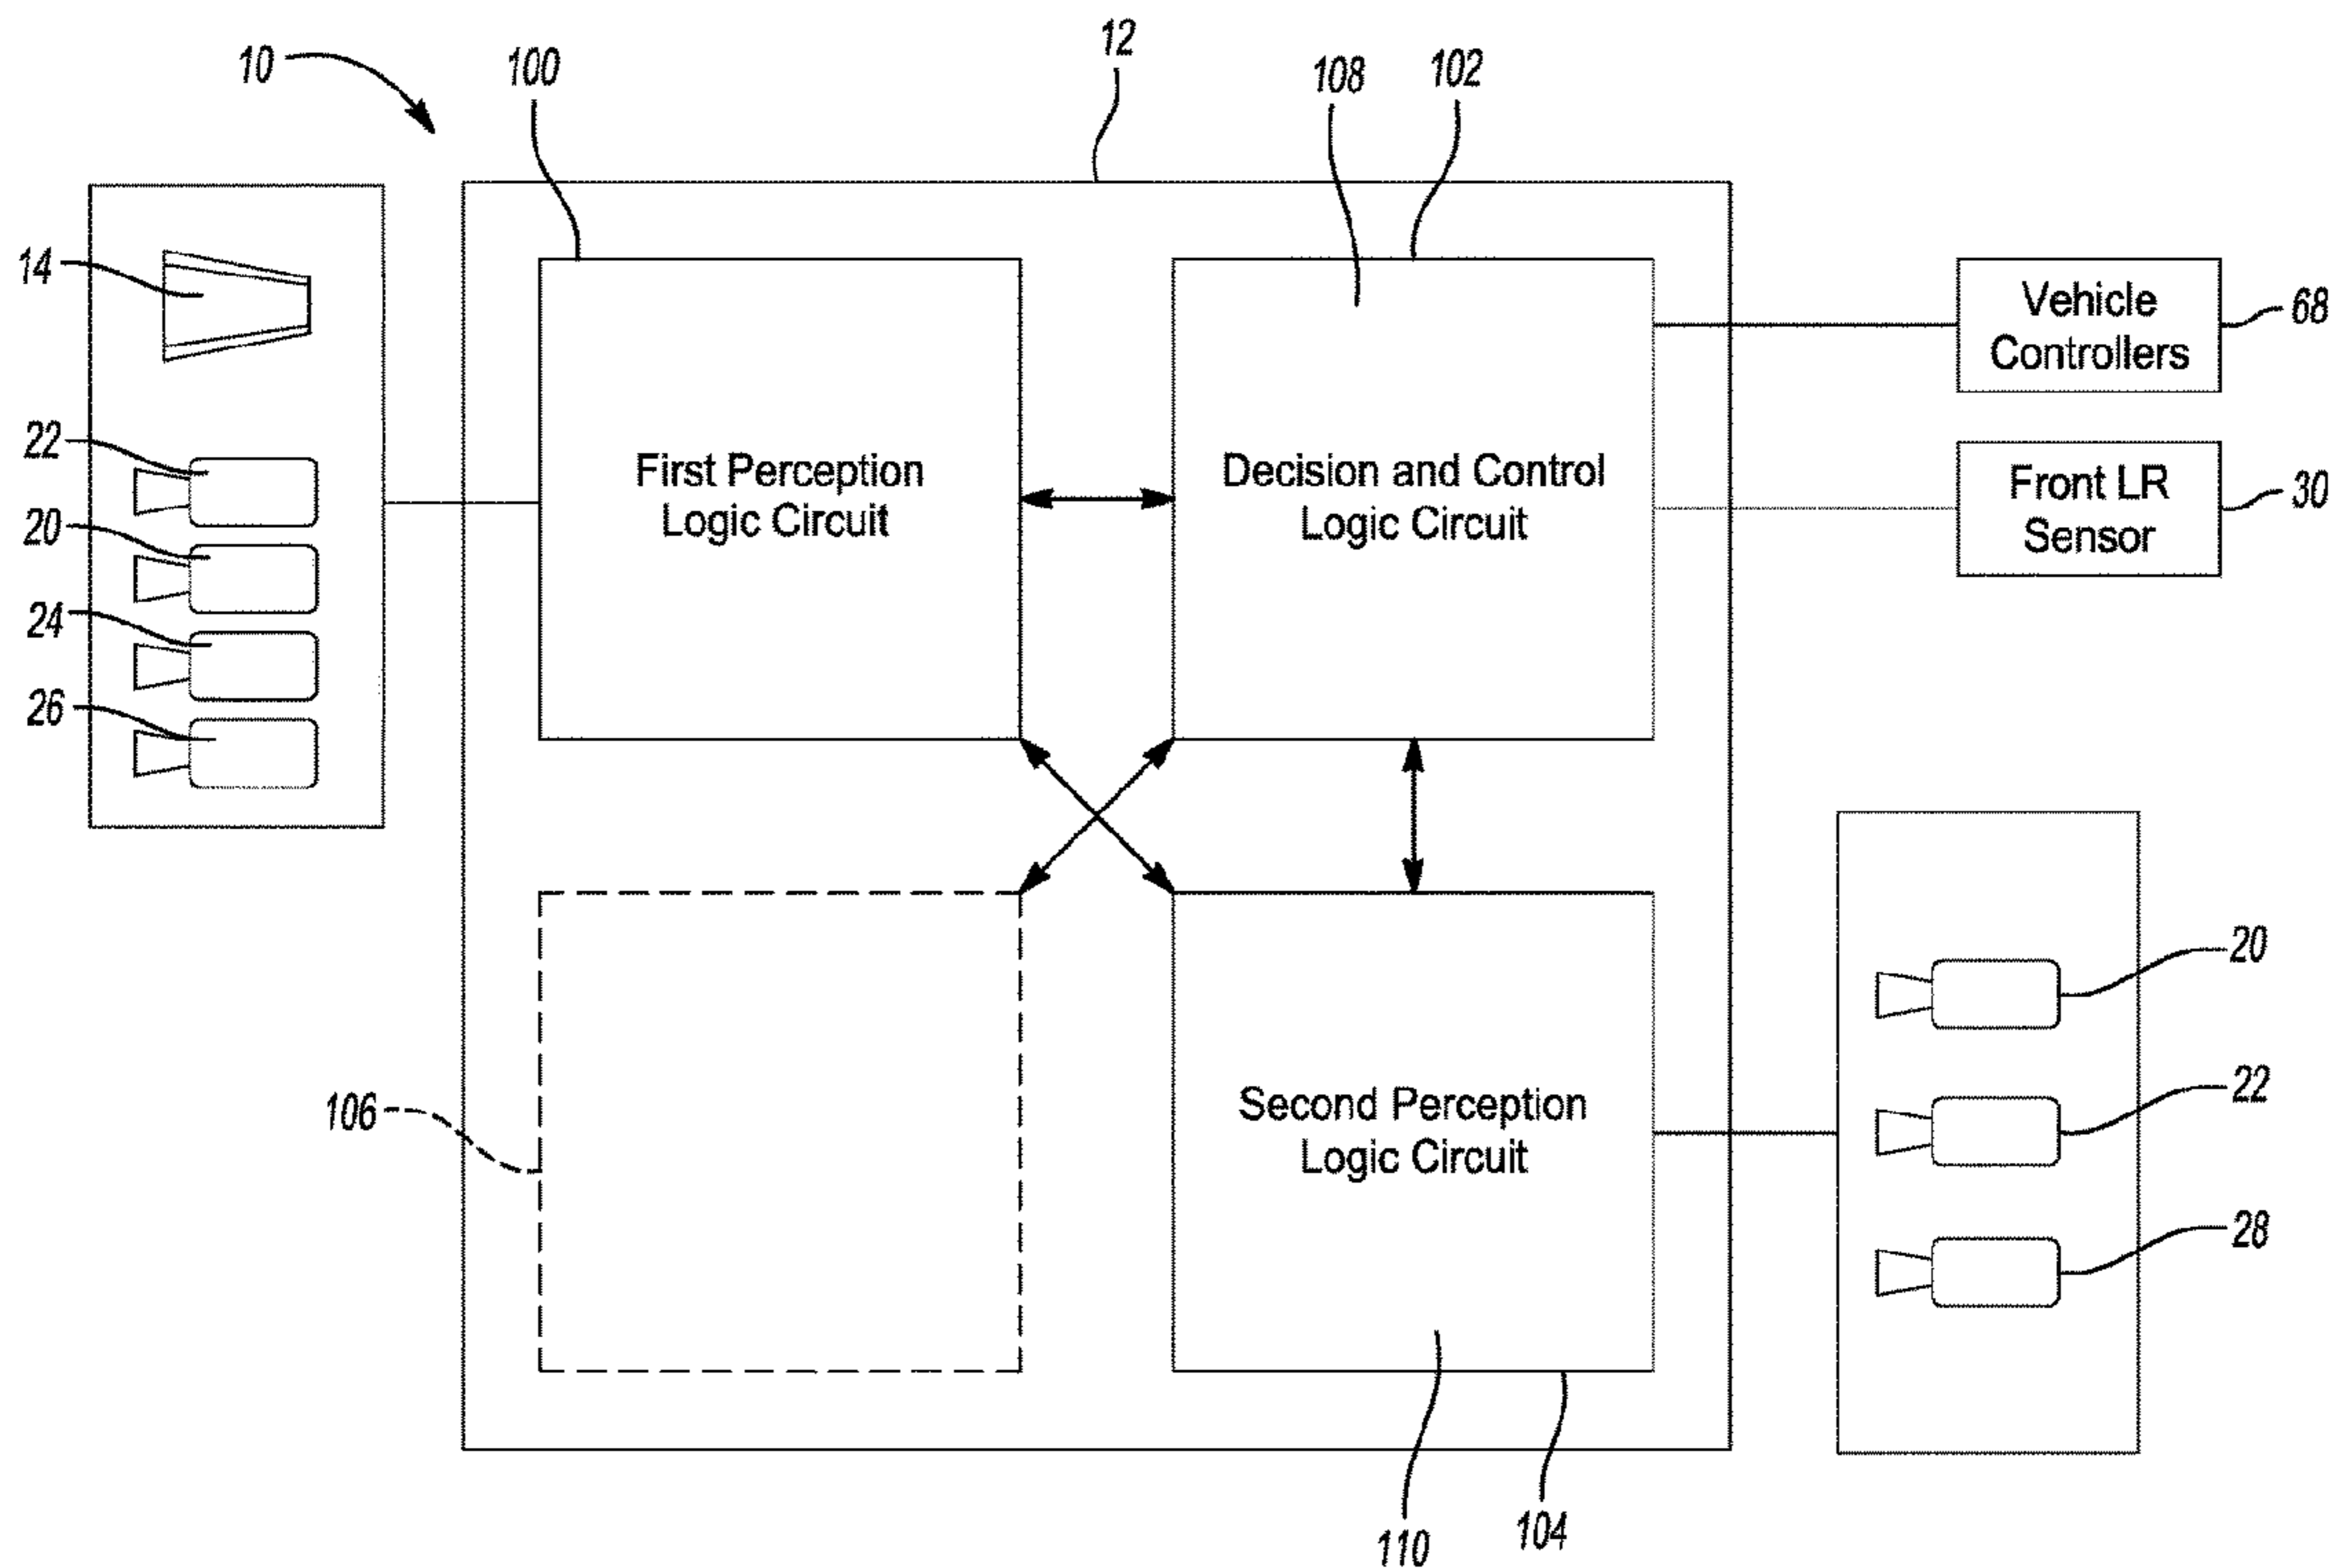 10
100
12
108
102
14
22
20
24
26
First Perception
Logic Circuit
Decision and Control
Logic Circuit
Vehicle
Controllers
68
Front LR
Sensor
30
106
Second Perception
Logic Circuit
20
22
28
110
104